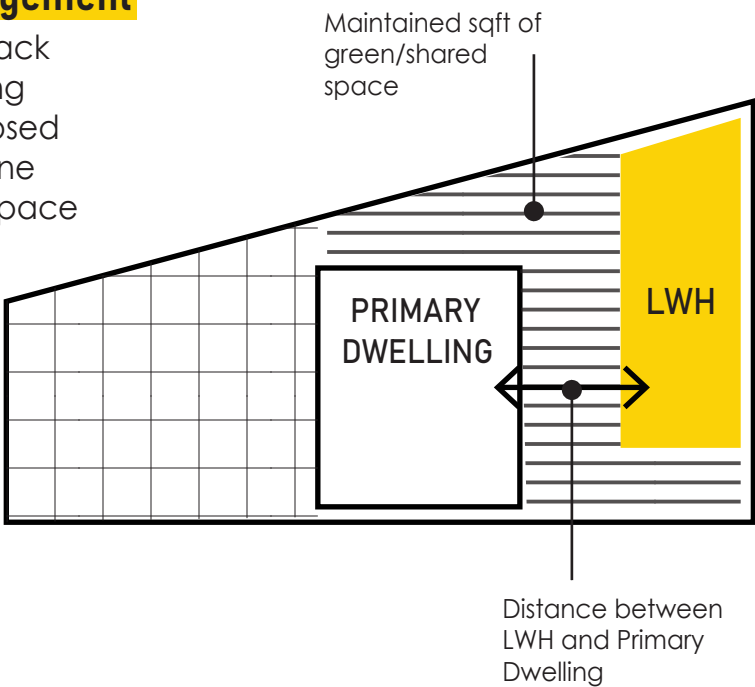 gement
ack
ng
osed
ne
pace
Maintained sqft of
green/shared
space
PRIMARY
DWELLING
LWH
Distance between
LWH and Primary
Dwelling